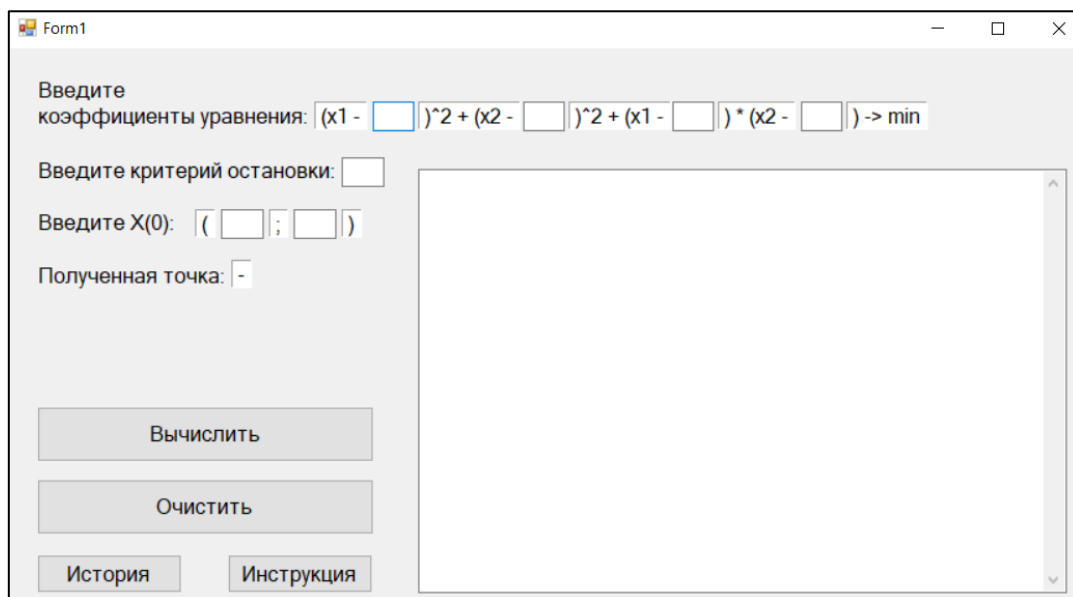 Form1
Введите
коэффициенты уравнения: (x1 - )^2 + (x2 - )^2 + (x1 - ) * (x2 - ) -> min
Введите критерий остановки:
Введите X(0): ( ; )
Полученная точка: -
Вычислить
Очистить
История Инструкция